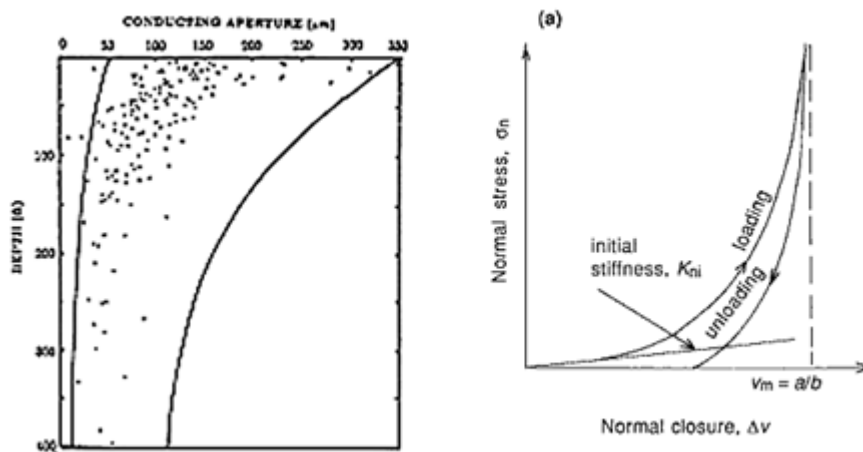 CONDUCTING APERTURE [µm]
0 50 100 150 200 250 300 350
DEPTH [ft]
100
200
300
400
(a)
Normal stress, σn
loading
unloading
initial
stiffness, Kni
vm = a/b
Normal closure, Δv